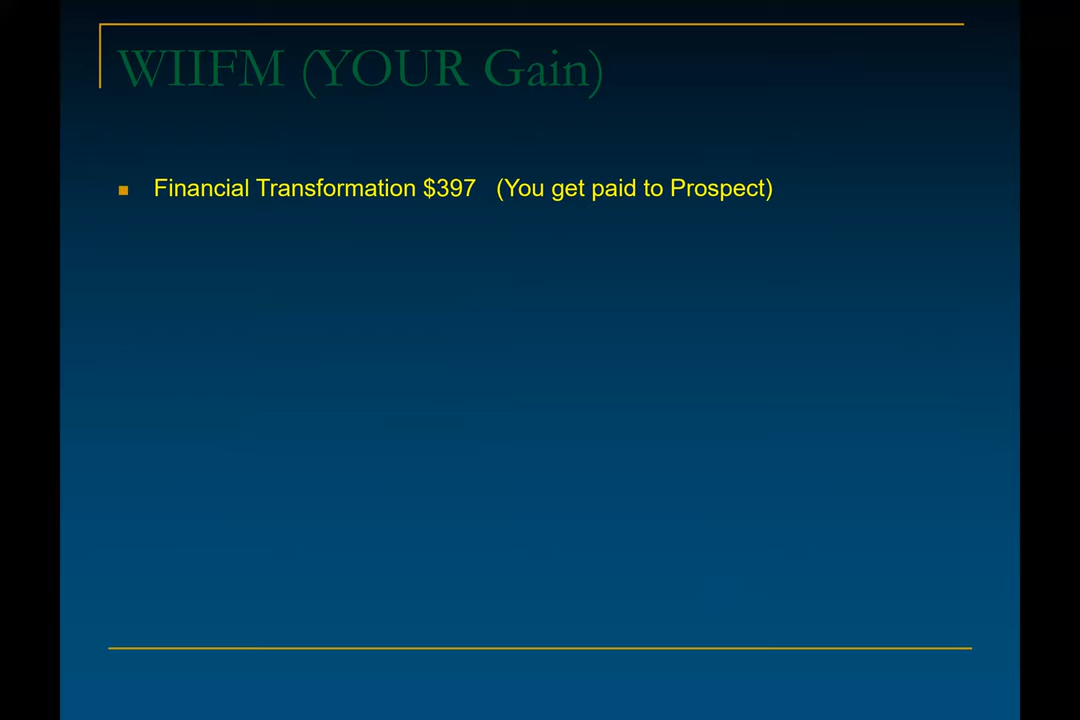 WIIFM (YOUR Gain)
Financial Transformation $397 (You get paid to Prospect)